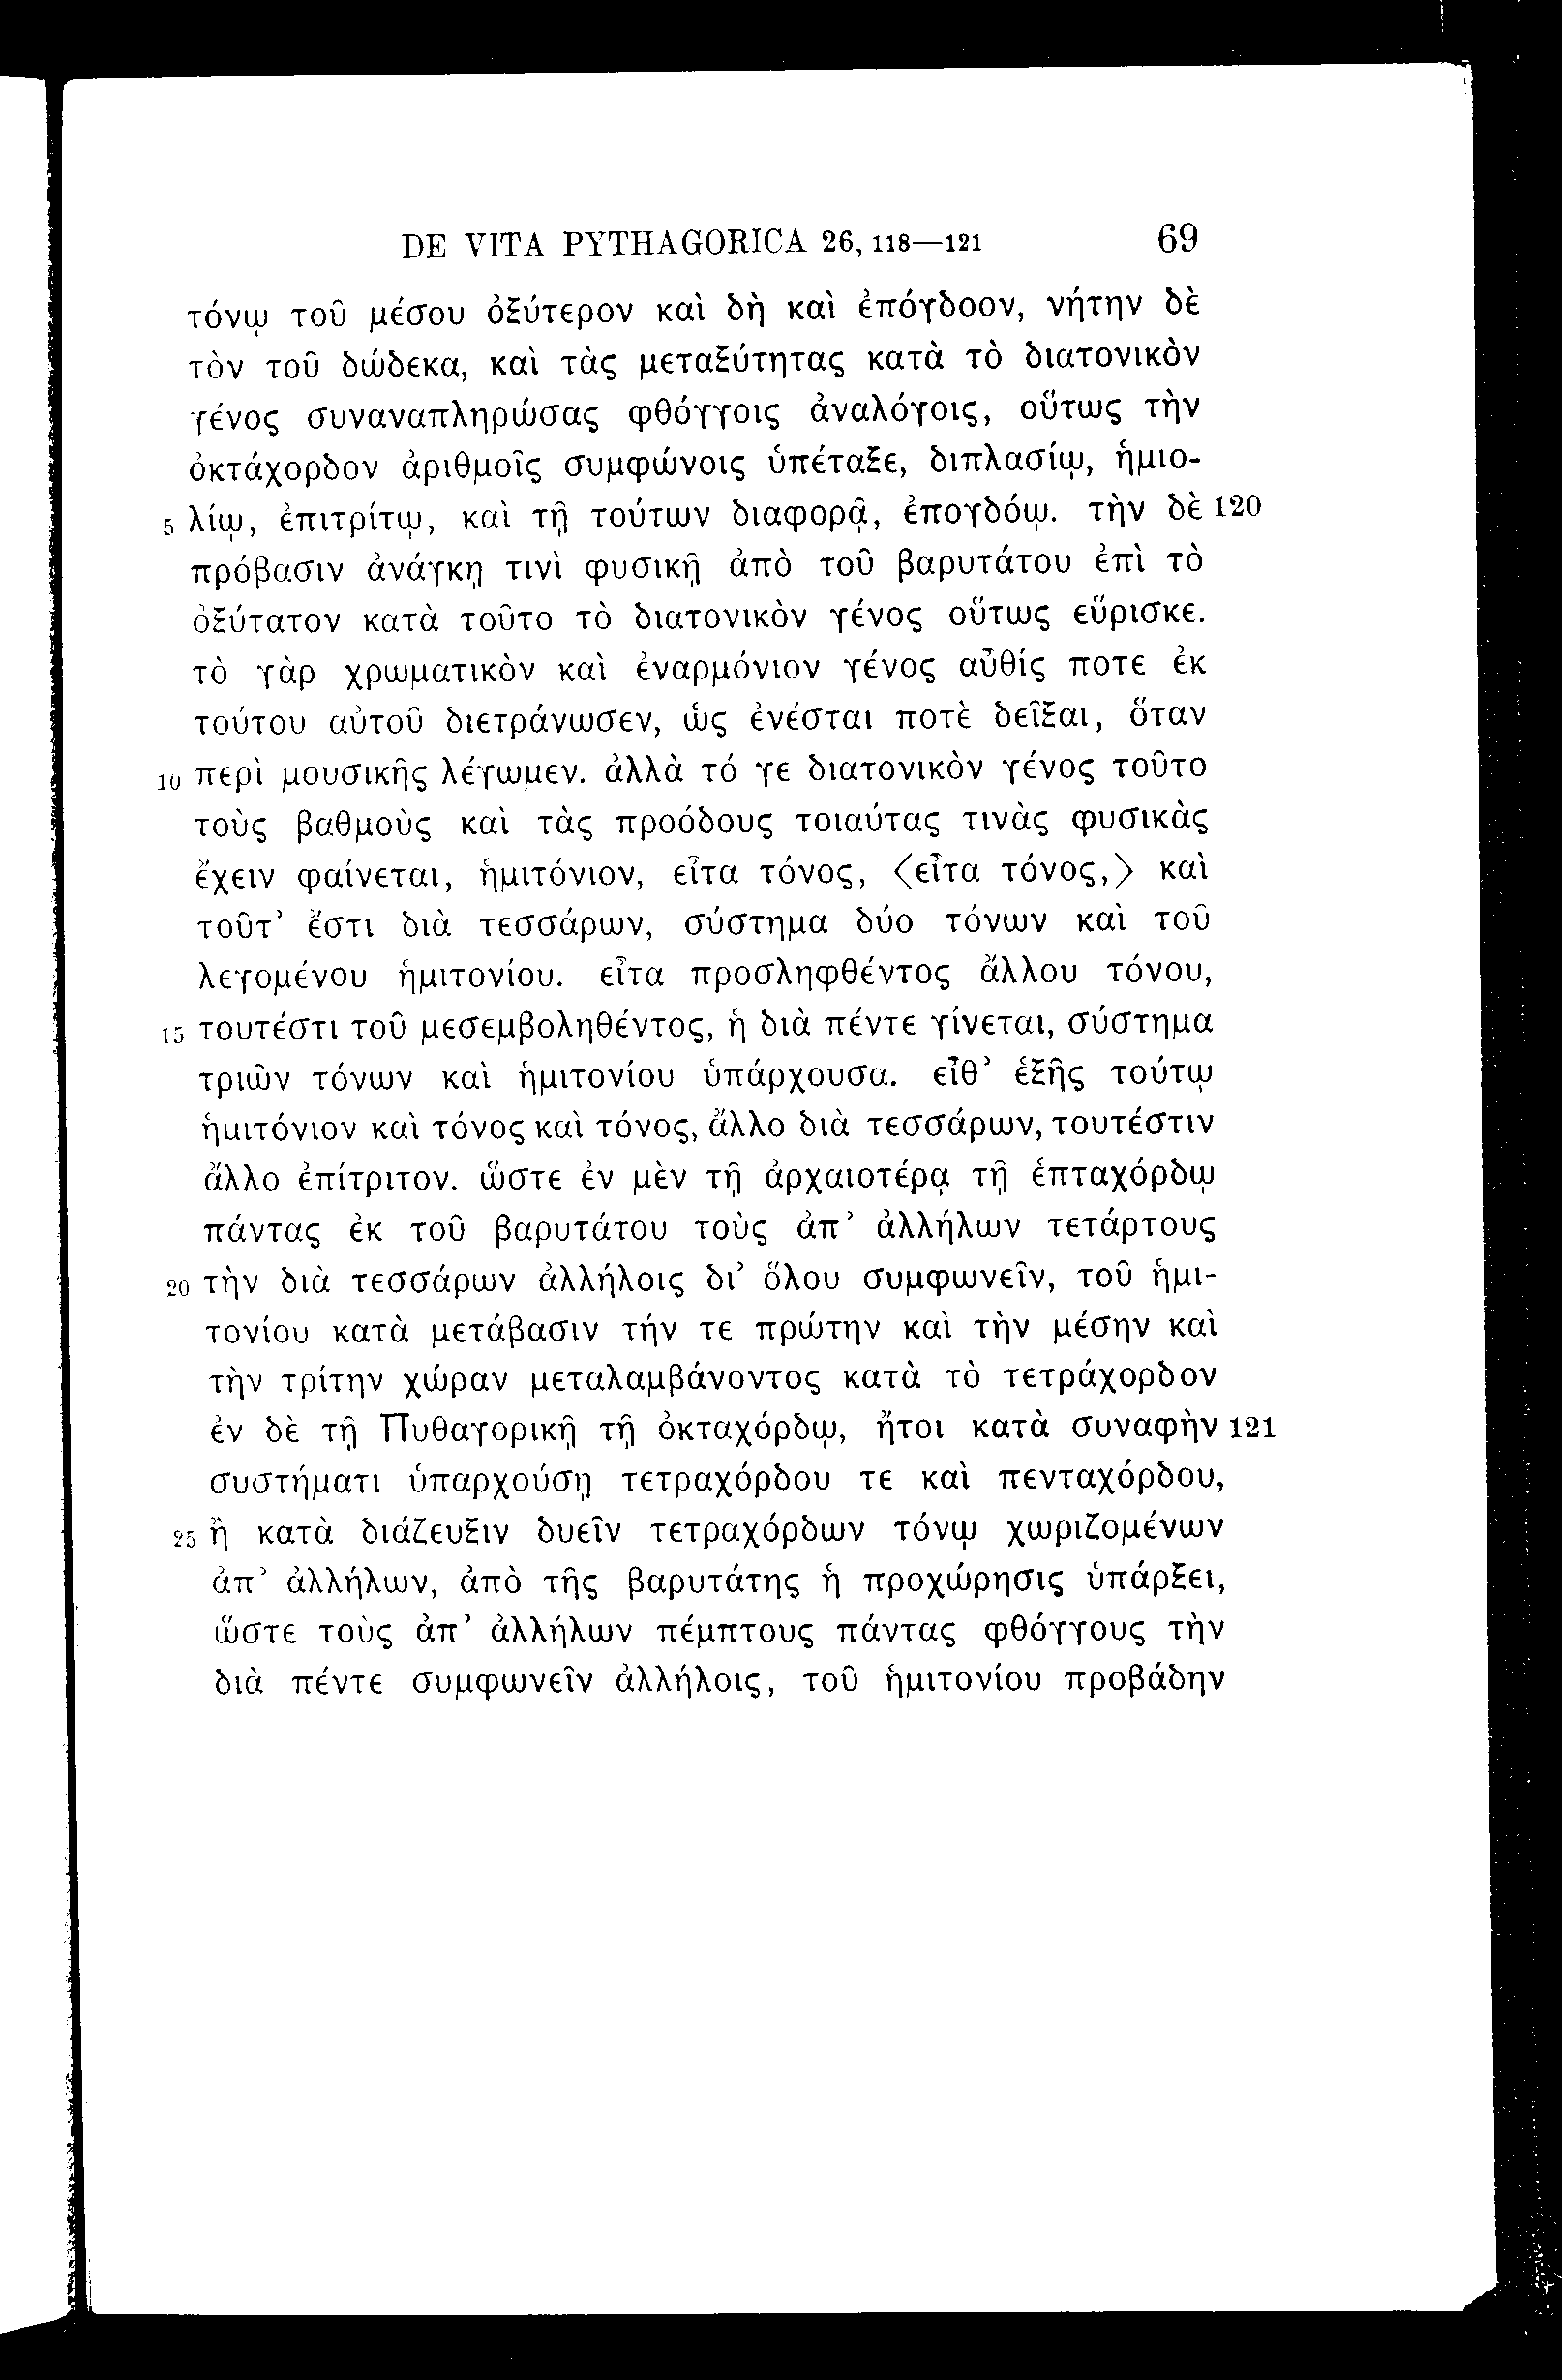 DE VITA PYTHAGORICA 26, 118—121 69
τόνῳ τοῦ μέσου ὀξύτερον καὶ δὴ καὶ ἐπόγδοον, νήτην δὲ
τὸν τοῦ δώδεκα, καὶ τὰς μεταξύτητας κατὰ τὸ διατονικὸν
γένος συναναπληρώσας φθόγγοις ἀναλόγοις, οὕτως τὴν
ὀκτάχορδον ἀριθμοῖς συμφώνοις ὑπέταξε, διπλασίῳ, ἡμιο-
5 λίῳ, ἐπιτρίτῳ, καὶ τῇ τούτων διαφορᾷ, ἐπογδόῳ. τὴν δὲ 120
πρόβασιν ἀνάγκῃ τινὶ φυσικῇ ἀπὸ τοῦ βαρυτάτου ἐπὶ τὸ
ὀξύτατον κατὰ τοῦτο τὸ διατονικὸν γένος οὕτως εὕρισκε.
τὸ γὰρ χρωματικὸν καὶ ἐναρμόνιον γένος αὖθίς ποτε ἐκ
τούτου αὐτοῦ διετράνωσεν, ὡς ἐνέσται ποτὲ δεῖξαι, ὅταν
10 περὶ μουσικῆς λέγωμεν. ἀλλὰ τό γε διατονικὸν γένος τοῦτο
τοὺς βαθμοὺς καὶ τὰς προόδους τοιαύτας τινὰς φυσικὰς
ἔχειν φαίνεται, ἡμιτόνιον, εἶτα τόνος, <εἶτα τόνος,> καὶ
τοῦτ’ ἔστι διὰ τεσσάρων, σύστημα δύο τόνων καὶ τοῦ
λεγομένου ἡμιτονίου. εἶτα προσληφθέντος ἄλλου τόνου,
15 τουτέστι τοῦ μεσεμβοληθέντος, ἡ διὰ πέντε γίνεται, σύστημα
τριῶν τόνων καὶ ἡμιτονίου ὑπάρχουσα. εἶθ’ ἑξῆς τούτῳ
ἡμιτόνιον καὶ τόνος καὶ τόνος, ἄλλο διὰ τεσσάρων, τουτέστιν
ἄλλο ἐπίτριτον. ὥστε ἐν μὲν τῇ ἀρχαιοτέρᾳ τῇ ἑπταχόρδῳ
πάντας ἐκ τοῦ βαρυτάτου τοὺς ἀπ’ ἀλλήλων τετάρτους
20 τὴν διὰ τεσσάρων ἀλλήλοις δι’ ὅλου συμφωνεῖν, τοῦ ἡμι-
τονίου κατὰ μετάβασιν τήν τε πρώτην καὶ τὴν μέσην καὶ
τὴν τρίτην χώραν μεταλαμβάνοντος κατὰ τὸ τετράχορδον
ἐν δὲ τῇ Πυθαγορικῇ τῇ ὀκταχόρδῳ, ἤτοι κατὰ συναφὴν 121
συστήματι ὑπαρχούσῃ τετραχόρδου τε καὶ πενταχόρδου,
25 ἢ κατὰ διάζευξιν δυεῖν τετραχόρδων τόνῳ χωριζομένων
ἀπ’ ἀλλήλων, ἀπὸ τῆς βαρυτάτης ἡ προχώρησις ὑπάρξει,
ὥστε τοὺς ἀπ’ ἀλλήλων πέμπτους πάντας φθόγγους τὴν
διὰ πέντε συμφωνεῖν ἀλλήλοις, τοῦ ἡμιτονίου προβάδην